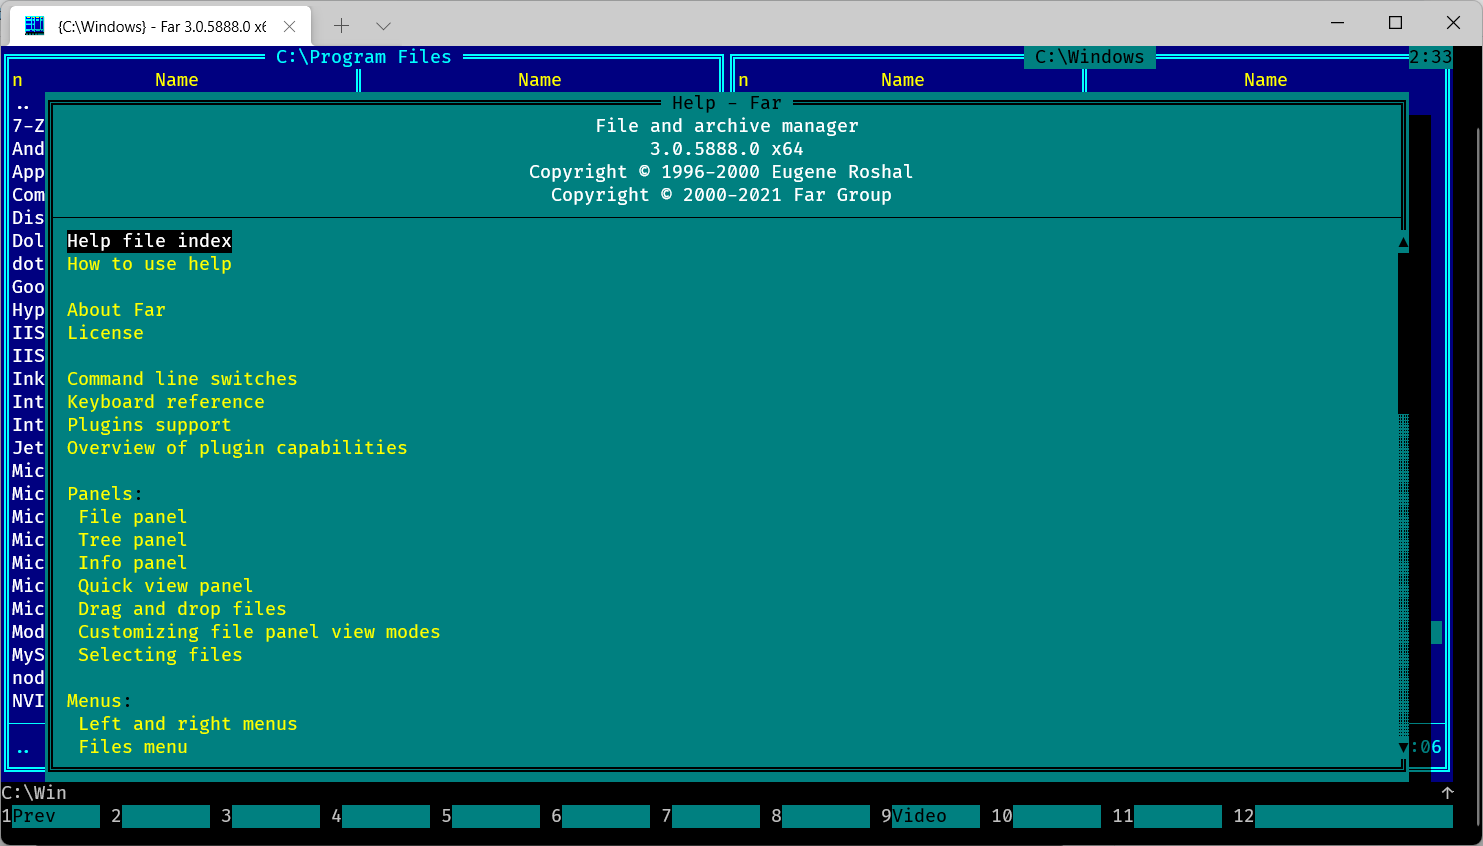 {C:\Windows} - Far 3.0.5888.0 x6
C:\Program Files
C:\Windows
2:33
n Name Name n Name Name
..
Help - Far
7-Z
File and archive manager
And
3.0.5888.0 x64
App
Copyright © 1996-2000 Eugene Roshal
Com
Copyright © 2000-2021 Far Group
Dis
Dol
Help file index
dot
How to use help
Goo
Hyp
About Far
IIS
License
IIS
Ink
Command line switches
Int
Keyboard reference
Int
Plugins support
Jet
Overview of plugin capabilities
Mic
Mic
Panels:
Mic
File panel
Mic
Tree panel
Mic
Info panel
Mic
Quick view panel
Mic
Drag and drop files
Mod
Customizing file panel view modes
MyS
Selecting files
nod
NVI
Menus:
Left and right menus
..
Files menu
:06
C:\Win
1Prev 2 3 4 5 6 7 8 9Video 10 11 12